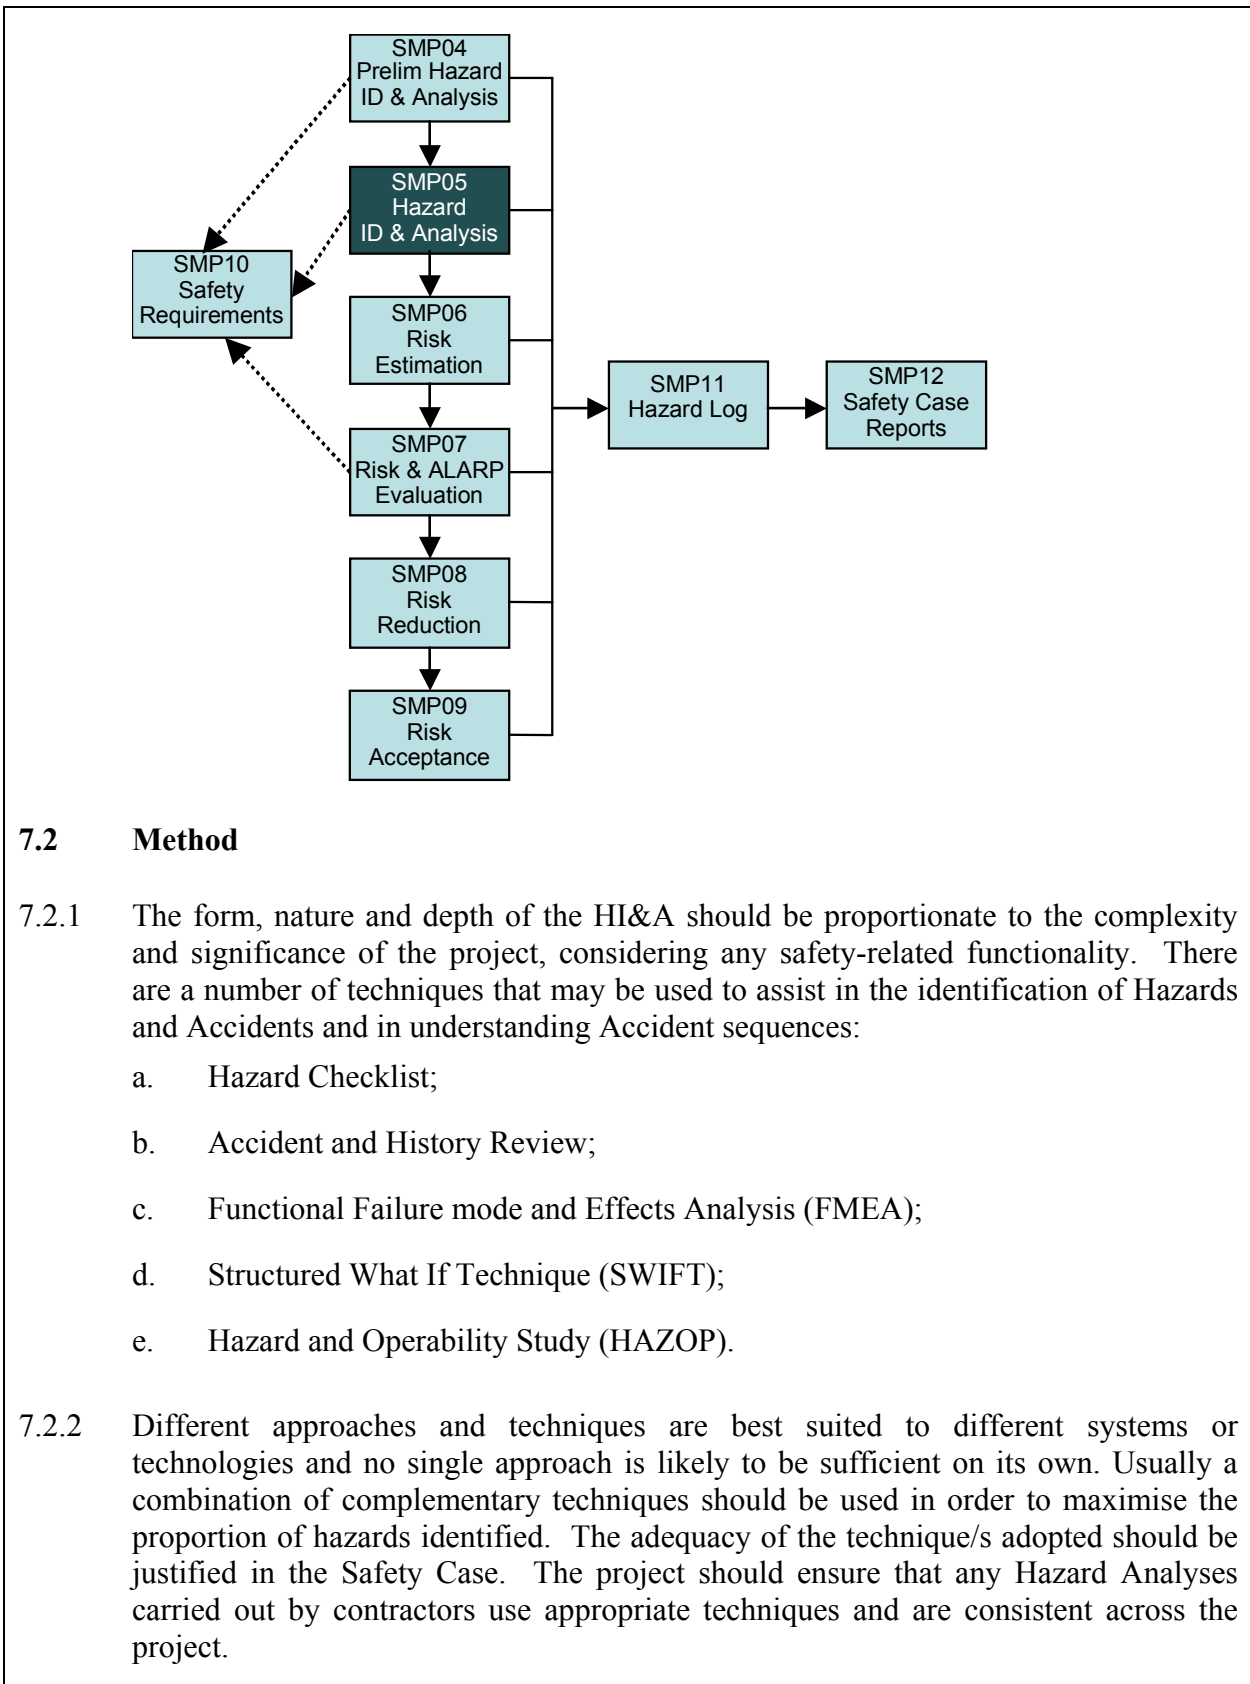 SMP04
Prelim Hazard
ID & Analysis
SMP05
Hazard
ID & Analysis
SMP10
Safety
Requirements
SMP06
Risk
Estimation
SMP11
Hazard Log
SMP12
Safety Case
Reports
SMP07
Risk & ALARP
Evaluation
SMP08
Risk
Reduction
SMP09
Risk
Acceptance
7.2 Method
7.2.1 The form, nature and depth of the HI&A should be proportionate to the complexity
and significance of the project, considering any safety-related functionality. There
are a number of techniques that may be used to assist in the identification of Hazards
and Accidents and in understanding Accident sequences:
a. Hazard Checklist;
b. Accident and History Review;
c. Functional Failure mode and Effects Analysis (FMEA);
d. Structured What If Technique (SWIFT);
e. Hazard and Operability Study (HAZOP).
7.2.2 Different approaches and techniques are best suited to different systems or
technologies and no single approach is likely to be sufficient on its own. Usually a
combination of complementary techniques should be used in order to maximise the
proportion of hazards identified. The adequacy of the technique/s adopted should be
justified in the Safety Case. The project should ensure that any Hazard Analyses
carried out by contractors use appropriate techniques and are consistent across the
project.